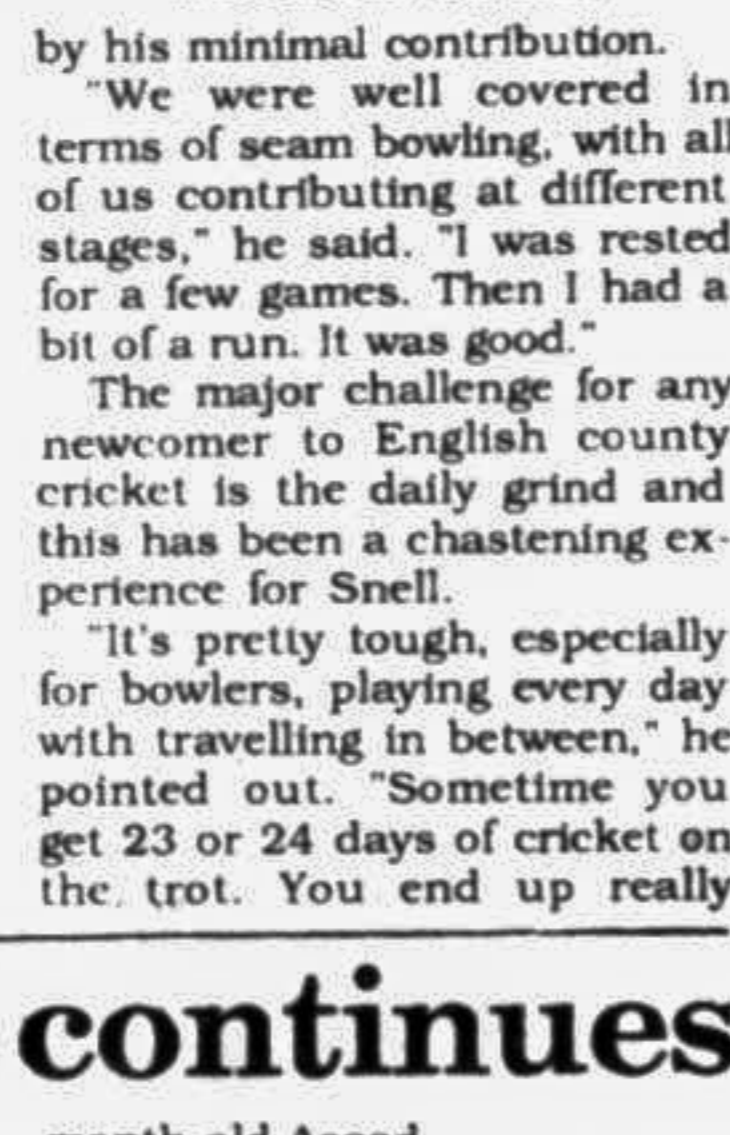 by his minimal contribution.
"We were well covered in
terms of seam bowling, with all
of us contributing at different
stages," he said. "I was rested
for a few games. Then I had a
bit of a run. It was good."
The major challenge for any
newcomer to English county
cricket is the daily grind and
this has been a chastening ex-
perience for Snell.
"It's pretty tough, especially
for bowlers, playing every day
with travelling in between," he
pointed out. "Sometime you
get 23 or 24 days of cricket on
the trot. You end up really
continues